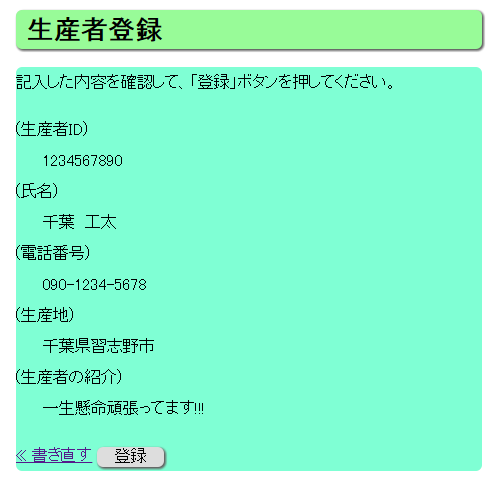 生産者登録
記入した内容を確認して、「登録」ボタンを押してください。
(生産者ID)
1234567890
(氏名)
千葉　工太
(電話番号)
090-1234-5678
(生産地)
千葉県習志野市
(生産者の紹介)
一生懸命頑張ってます!!!
≪ 書き直す 登録